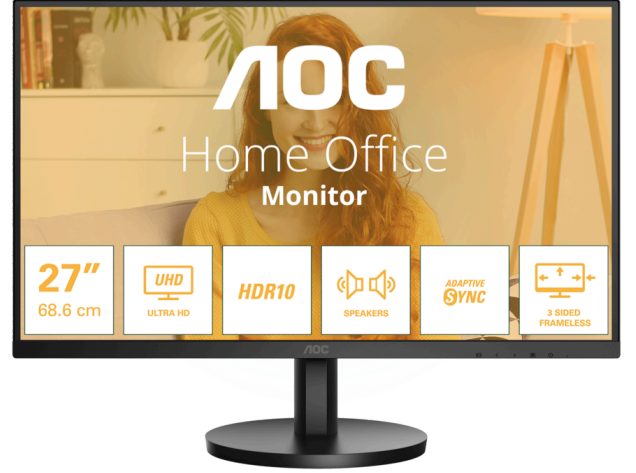 AOC
Home Office
Monitor
27"
68.6 cm
UHD
ULTRA HD
HDR10
SPEAKERS
ADAPTIVE
SYNC
3 SIDED
FRAMELESS
AOC